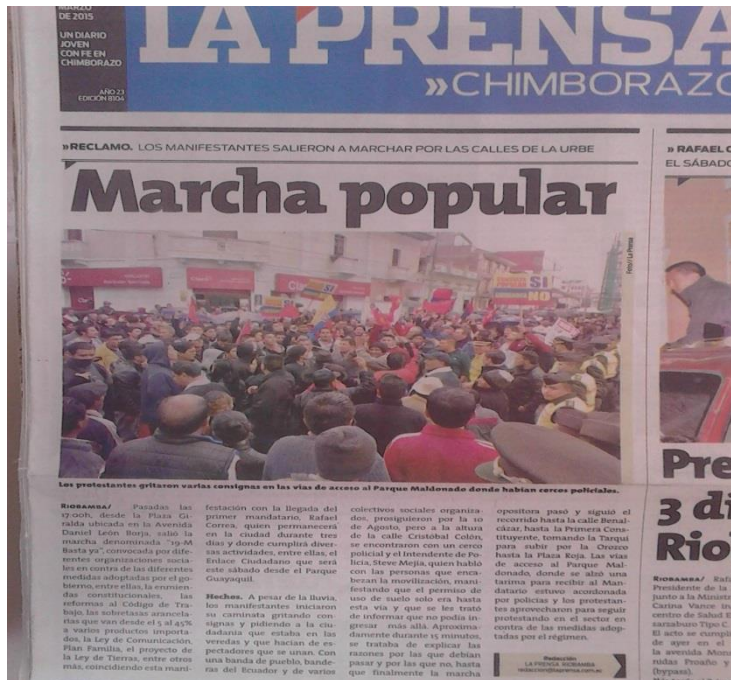 MARZO
DE 2015
UN DIARIO
JOVEN
CON FE EN
CHIMBORAZO
AÑO 23
EDICIÓN 8104
LA PRENSA
»CHIMBORAZO
»RECLAMO. LOS MANIFESTANTES SALIERON A MARCHAR POR LAS CALLES DE LA URBE
Marcha popular
Claro
SI
SI
NO
Los protestantes gritaron varias consignas en las vías de acceso al Parque Maldonado donde habían cercos policiales.
RIOBAMBA/ Pasadas las
17:00h, desde la Plaza Gi-
ralda ubicada en la Avenida
Daniel León Borja, salió la
marcha denominada "19-M
Basta ya", convocada por dife-
rentes organizaciones socia-
les en contra de las diferentes
medidas adoptadas por el go-
bierno, entre ellas, la enmien-
das constitucionales, las
reformas al Código de Tra-
bajo, las sobretasas arancela-
rias que van desde el 5 al 45%
a varios productos importa-
dos, la Ley de Comunicación,
Plan Familia, el proyecto de
la Ley de Tierras, entre otros
más, coincidiendo esta mani-
festación con la llegada del
primer mandatario, Rafael
Correa, quien permanecerá
en la ciudad durante tres
días y donde cumplirá diver-
sas actividades, entre ellas, el
Enlace Ciudadano que será
este sábado desde el Parque
Guayaquil.
Hechos. A pesar de la lluvia,
los manifestantes iniciaron
su caminata gritando con-
signas y pidiendo a la ciu-
dadanía que estaba en las
veredas y que hacían de es-
pectadores que se unan. Con
una banda de pueblo, bande-
ras del Ecuador y de varios
colectivos sociales organiza-
dos, prosiguieron por la 10
de Agosto, pero a la altura
de la calle Cristóbal Colón,
se encontraron con un cerco
policial y el Intendente de Po-
licía, Steve Mejía, quien habló
con las personas que enca-
bezan la movilización, mani-
festando que el permiso de
uso de suelo solo era hasta
esta vía y que se les trató
de informar que no podía in-
gresar más allá. Aproxima-
damente durante 15 minutos,
se trataba de explicar las
razones por las que debían
pasar y por las que no, hasta
que finalmente la marcha
opositora pasó y siguió el
recorrido hasta la calle Benal-
cázar, hasta la Primera Cons-
tituyente, tomando la Tarqui
para subir por la Orozco
hasta la Plaza Roja. Las vías
de acceso al Parque Mal-
donado, donde se alzó una
tarima para recibir al Man-
datario estuvo acordonada
por policías y los protestan-
tes aprovecharon para seguir
protestando en el sector en
contra de las medidas adop-
tadas por el régimen.
Redacción
LA PRENSA RIOBAMBA
» RAFAEL C
EL SÁBADO
Pre
3 dí
Rio
RIOBAMBA/ Rafa
junto a la Ministr
Carina Vance in
centro de Salud E
El acto se cumpli
de ayer en el
la avenida Mons
nidas Proaño y
(bypass).